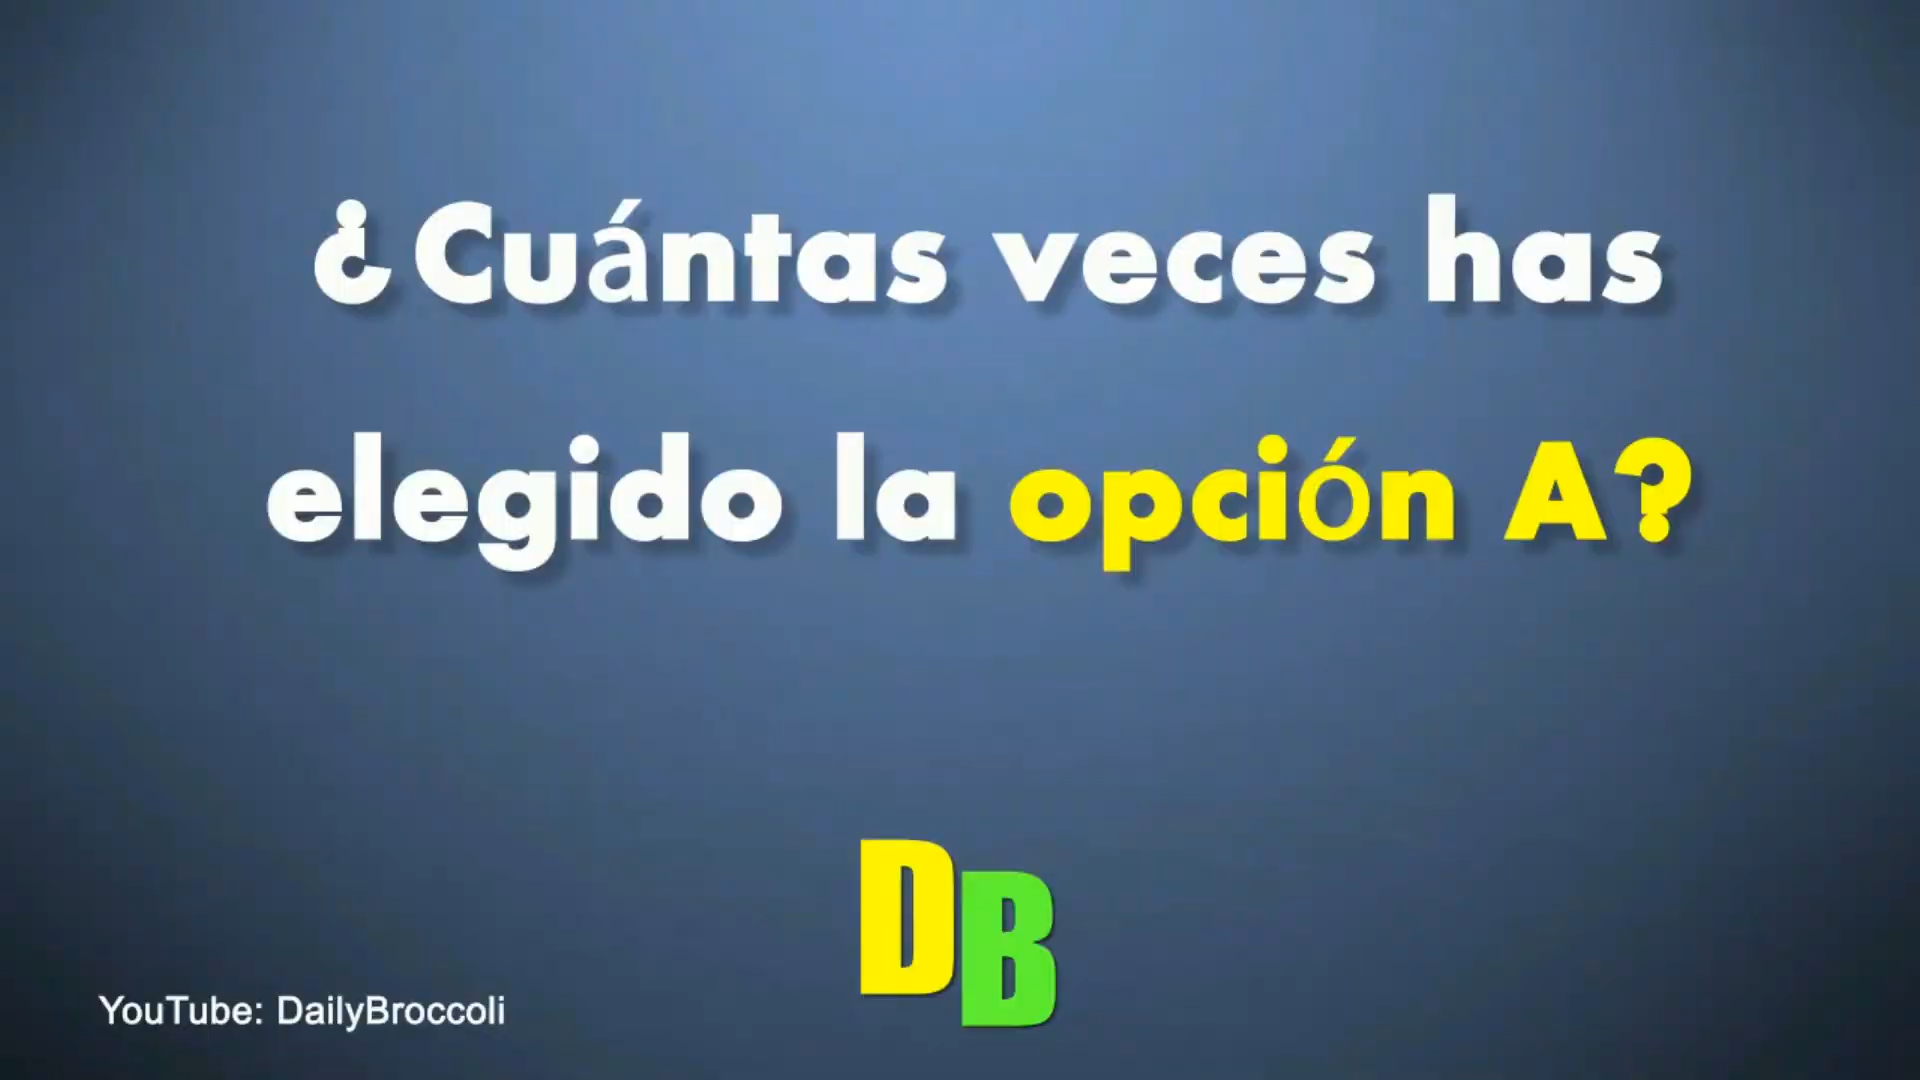 ¿Cuántas veces has
elegido la opción A?
DB
YouTube: DailyBroccoli